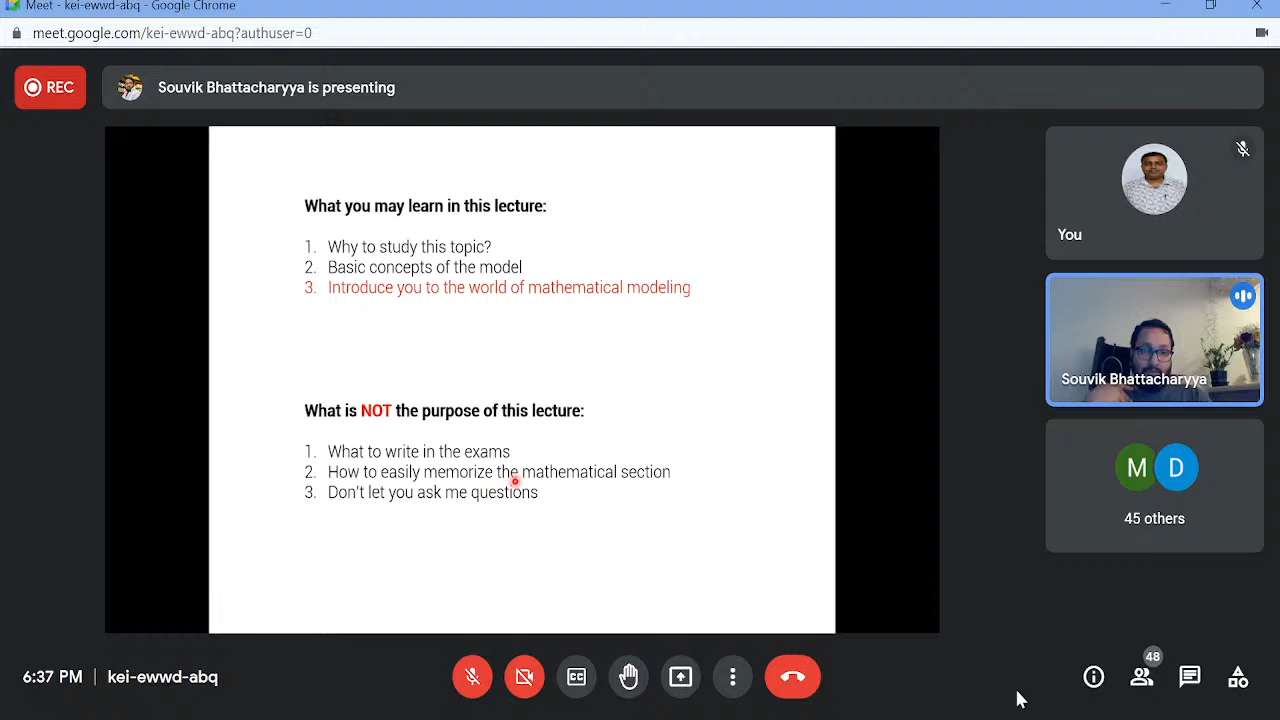 Meet - kei-ewwd-abq - Google Chrome
meet.google.com/kei-ewwd-abq?authuser=0
REC
Souvik Bhattacharyya is presenting
What you may learn in this lecture:
1. Why to study this topic?
2. Basic concepts of the model
3. Introduce you to the world of mathematical modeling
What is NOT the purpose of this lecture:
1. What to write in the exams
2. How to easily memorize the mathematical section
3. Don't let you ask me questions
You
Souvik Bhattacharyya
M D
45 others
6:37 PM | kei-ewwd-abq
CC
48